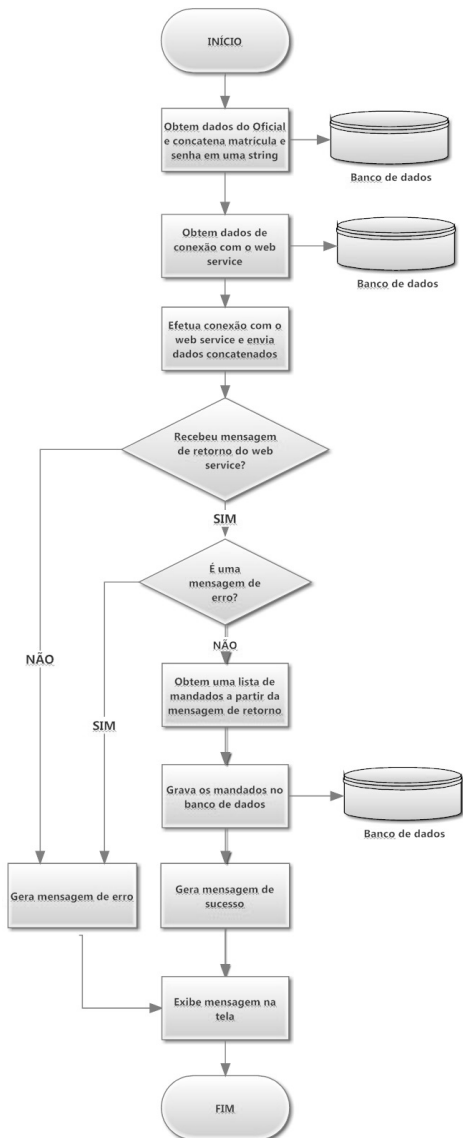 INÍCIO
Obtem dados do Oficial
e concatena matricula e
senha em uma string
Banco de dados
Obtem dados de
conexão com o web
service
Banco de dados
Efetua conexão com o
web service e envia
dados concatenados
Recebeu mensagem
de retorno do web
service?
SIM
É uma
mensagem de
erro?
NÃO
NÃO
Obtem uma lista de
mandados a partir da
mensagem de retorno
SIM
Grava os mandados no
banco de dados
Banco de dados
Gera mensagem de erro
Gera mensagem de
sucesso
Exibe mensagem na
tela
FIM